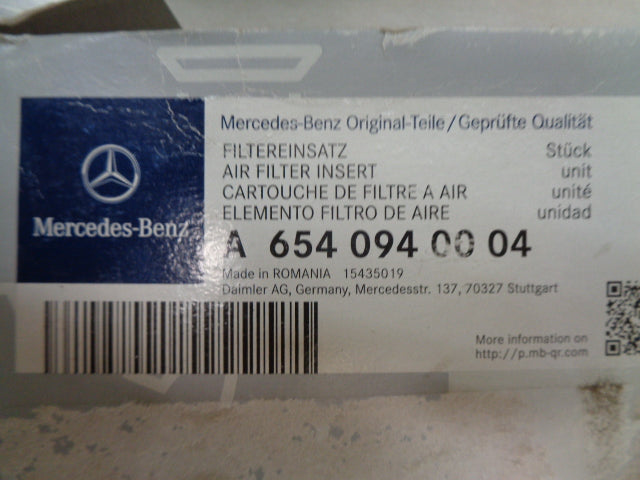 Mercedes-Benz Original-Teile/Geprüfte Qualität
FILTEREINSATZ Stück
AIR FILTER INSERT unit
CARTOUCHE DE FILTRE A AIR unité
ELEMENTO FILTRO DE AIRE unidad
Mercedes-Benz
A 654 094 00 04
Made in ROMANIA 15435019
Daimler AG, Germany, Mercedesstr. 137, 70327 Stuttgart
More information on
http://p.mb-qr.com